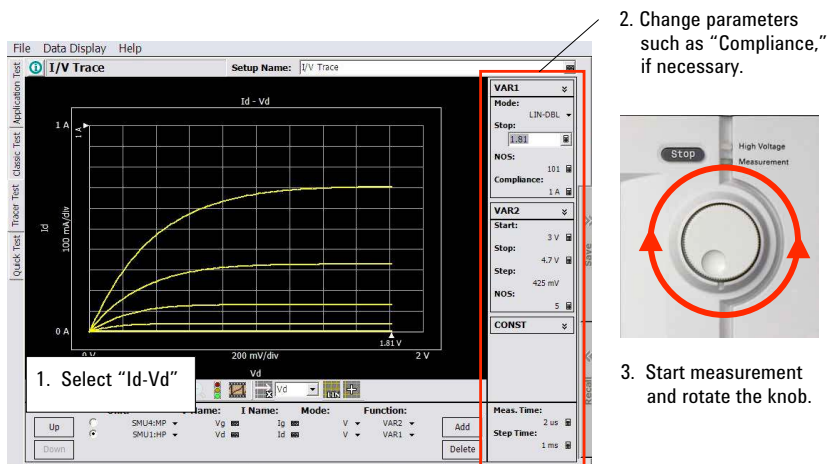 2. Change parameters
such as “Compliance,”
if necessary.
File Data Display Help
I/V Trace
Setup Name: I/V Trace
Application Test
Classic Test
Tracer Test
Quick Test
Id - Vd
1 A
1 A
Id
100 mA/div
0 A
0 V
200 mV/div
2 V
1.81 V
Vd
1. Select “Id-Vd”
Vd
LIN
Name: I Name: Mode: Function:
Up
SMU4:MP Vg Ig V VAR2
Add
SMU1:HP Vd Id V VAR1
Down
Delete
VAR1
Mode:
LIN-DBL
Stop:
1.81
NOS:
101
Compliance:
1 A
VAR2
Start:
3 V
Stop:
4.7 V
Step:
425 mV
NOS:
5
CONST
Meas. Time:
2 us
Step Time:
1 ms
Save
Recall
Stop
High Voltage
Measurement
3. Start measurement
and rotate the knob.